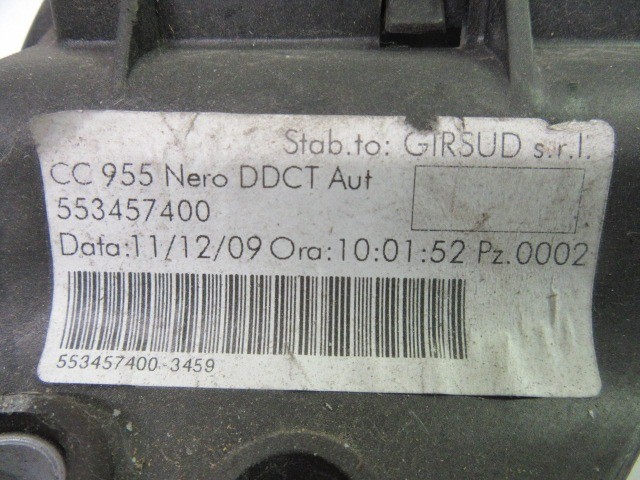 Stab.to: GIRSUD s.r.l.
CC 955 Nero DDCT Aut
553457400
Data:11/12/09 Ora:10:01:52 Pz.0002
553457400-3459